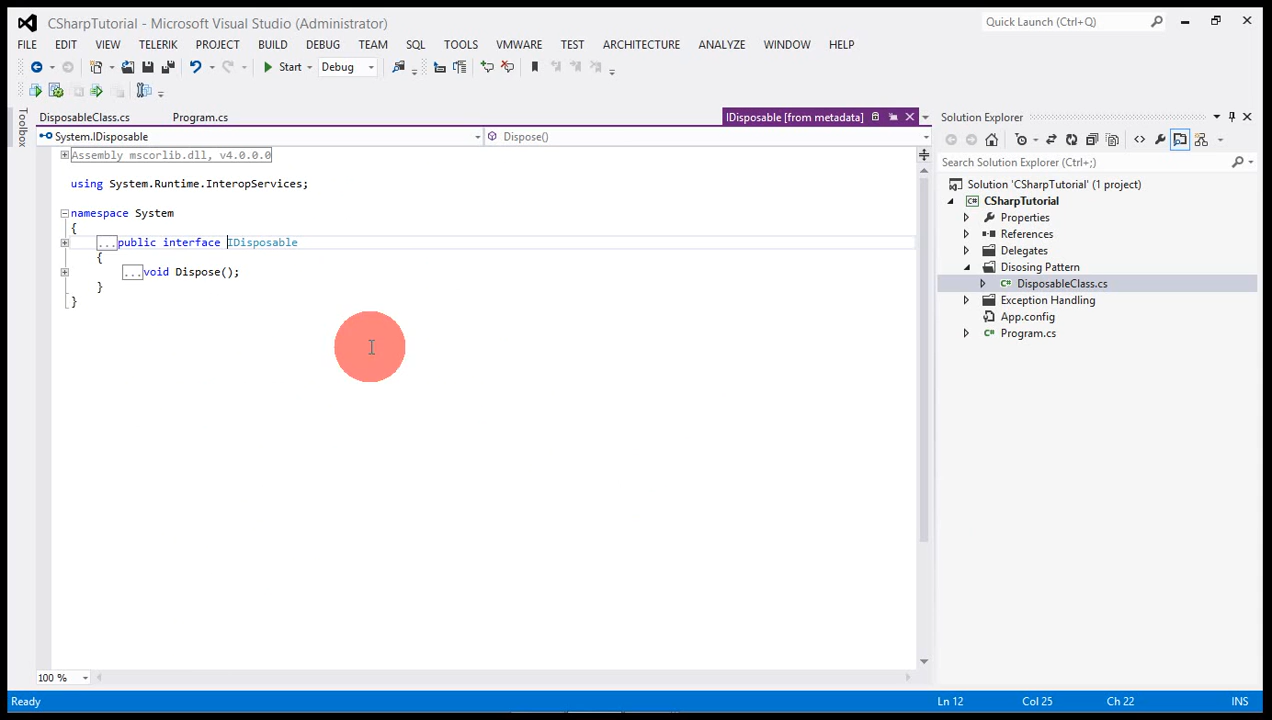 CSharpTutorial - Microsoft Visual Studio (Administrator)
Quick Launch (Ctrl+Q)
FILE EDIT VIEW TELERIK PROJECT BUILD DEBUG TEAM SQL TOOLS VMWARE TEST ARCHITECTURE ANALYZE WINDOW HELP
Start Debug
Toolbox
DisposableClass.cs Program.cs IDisposable [from metadata]
System.IDisposable Dispose()
Assembly mscorlib.dll, v4.0.0.0
using System.Runtime.InteropServices;
namespace System
{
...public interface IDisposable
{
...void Dispose();
}
}
100 %
Solution Explorer
Search Solution Explorer (Ctrl+;)
Solution 'CSharpTutorial' (1 project)
CSharpTutorial
Properties
References
Delegates
Disosing Pattern
DisposableClass.cs
Exception Handling
App.config
Program.cs
Ready Ln 12 Col 25 Ch 22 INS